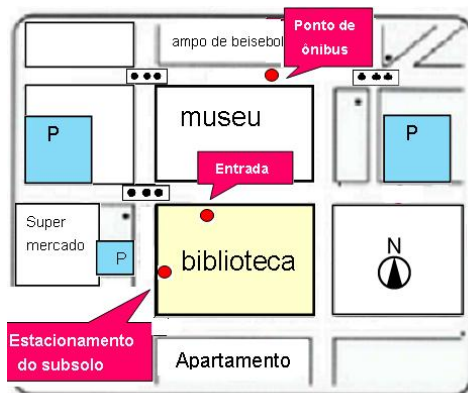 Ponto de
ônibus
ampo de beisebol
P
museu
P
Entrada
Super
mercado
P
biblioteca
N
Estacionamento
do subsolo
Apartamento